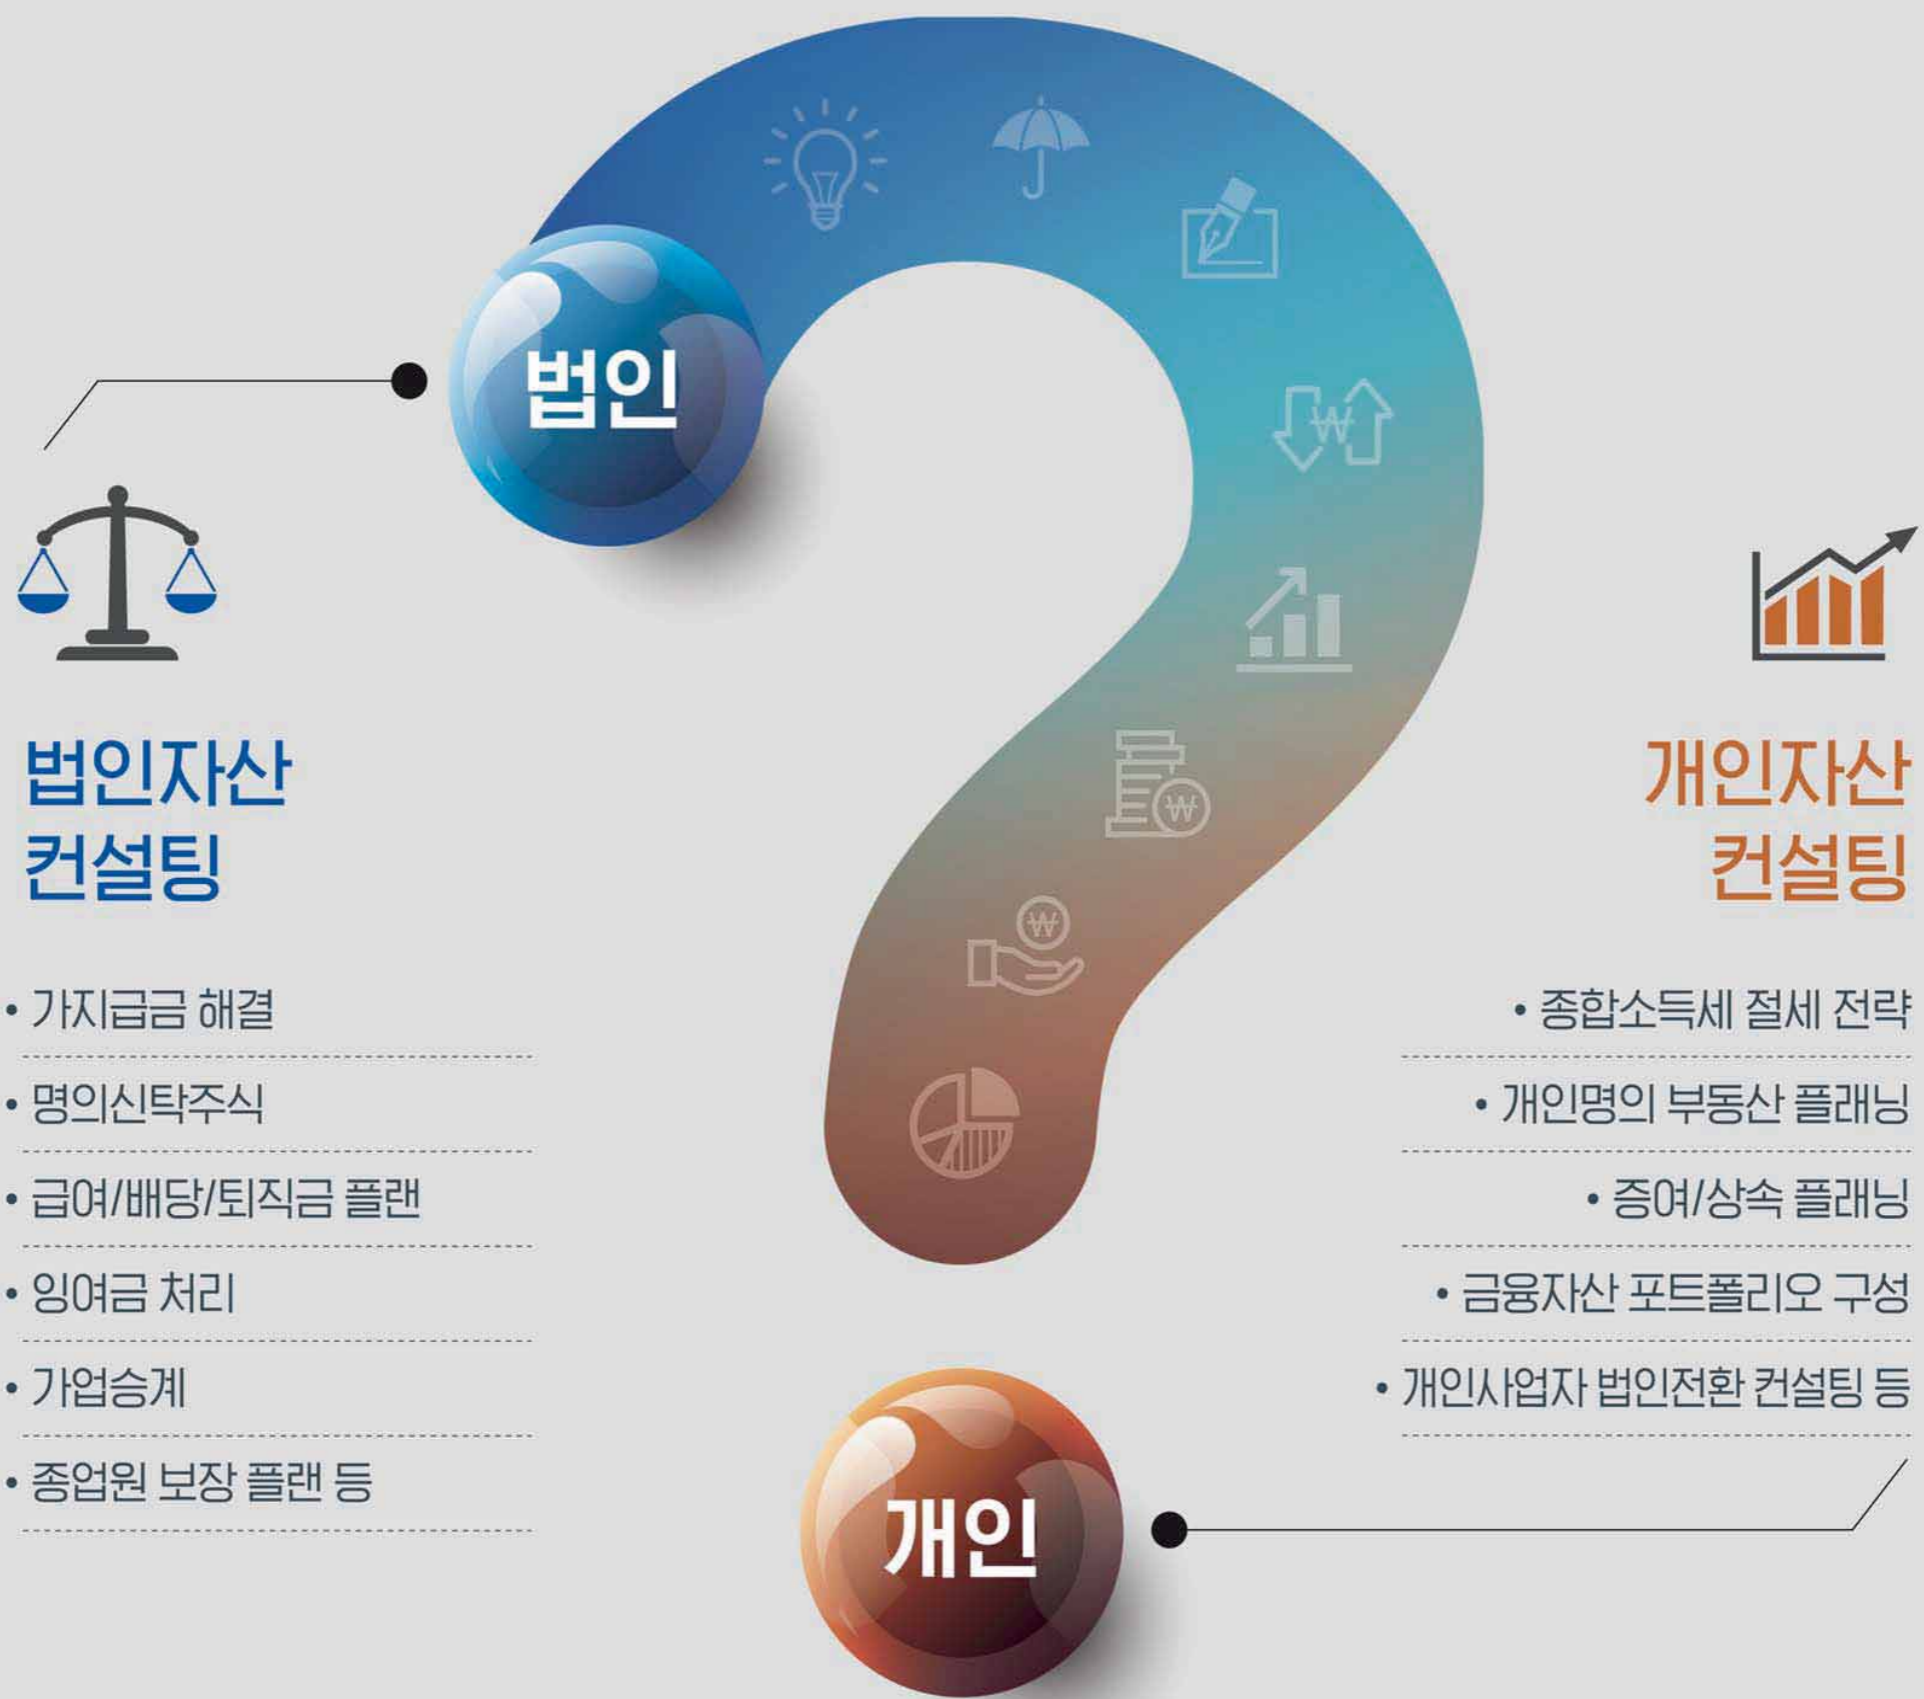 법인
법인자산
컨설팅
• 가지급금 해결
• 명의신탁주식
• 급여/배당/퇴직금 플랜
• 잉여금 처리
• 가업승계
• 종업원 보장 플랜 등
개인자산
컨설팅
• 종합소득세 절세 전략
• 개인명의 부동산 플래닝
• 증여/상속 플래닝
• 금융자산 포트폴리오 구성
• 개인사업자 법인전환 컨설팅 등
개인